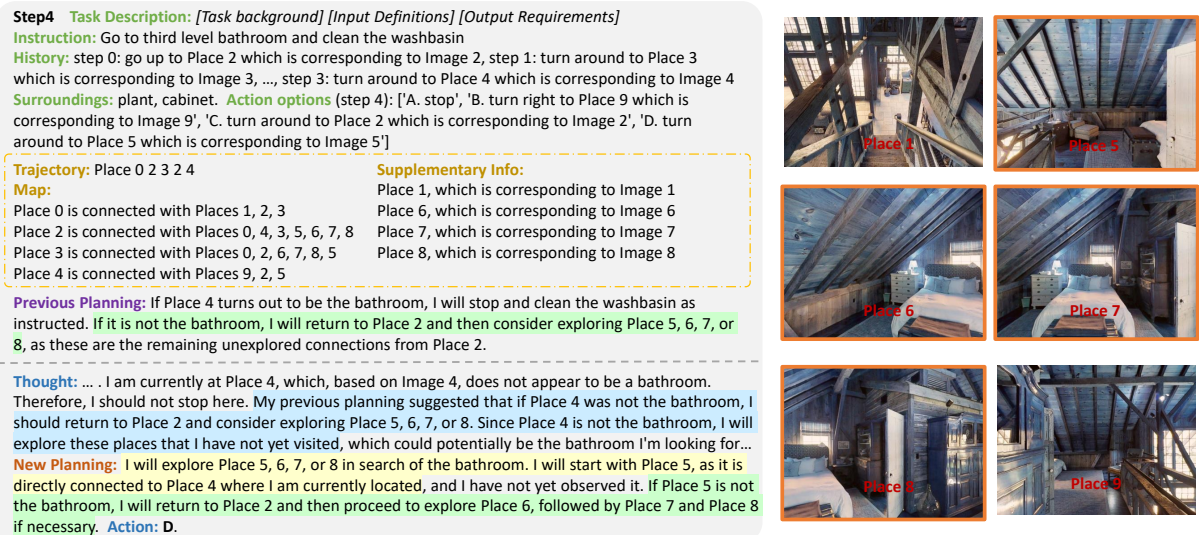 Step4 Task Description: [Task background] [Input Definitions] [Output Requirements]
Instruction: Go to third level bathroom and clean the washbasin
History: step 0: go up to Place 2 which is corresponding to Image 2, step 1: turn around to Place 3
which is corresponding to Image 3, ..., step 3: turn around to Place 4 which is corresponding to Image 4
Surroundings: plant, cabinet. Action options (step 4): ['A. stop', 'B. turn right to Place 9 which is
corresponding to Image 9', 'C. turn around to Place 2 which is corresponding to Image 2', 'D. turn
around to Place 5 which is corresponding to Image 5']
Trajectory: Place 0 2 3 2 4
Map:
Place 0 is connected with Places 1, 2, 3
Place 2 is connected with Places 0, 4, 3, 5, 6, 7, 8
Place 3 is connected with Places 0, 2, 6, 7, 8, 5
Place 4 is connected with Places 9, 2, 5
Supplementary Info:
Place 1, which is corresponding to Image 1
Place 6, which is corresponding to Image 6
Place 7, which is corresponding to Image 7
Place 8, which is corresponding to Image 8
Previous Planning: If Place 4 turns out to be the bathroom, I will stop and clean the washbasin as
instructed. If it is not the bathroom, I will return to Place 2 and then consider exploring Place 5, 6, 7, or
8, as these are the remaining unexplored connections from Place 2.
Thought: ... . I am currently at Place 4, which, based on Image 4, does not appear to be a bathroom.
Therefore, I should not stop here. My previous planning suggested that if Place 4 was not the bathroom, I
should return to Place 2 and consider exploring Place 5, 6, 7, or 8. Since Place 4 is not the bathroom, I will
explore these places that I have not yet visited, which could potentially be the bathroom I'm looking for...
New Planning: I will explore Place 5, 6, 7, or 8 in search of the bathroom. I will start with Place 5, as it is
directly connected to Place 4 where I am currently located, and I have not yet observed it. If Place 5 is not
the bathroom, I will return to Place 2 and then proceed to explore Place 6, followed by Place 7 and Place 8
if necessary. Action: D.
Place 1
Place 5
Place 6
Place 7
Place 8
Place 9